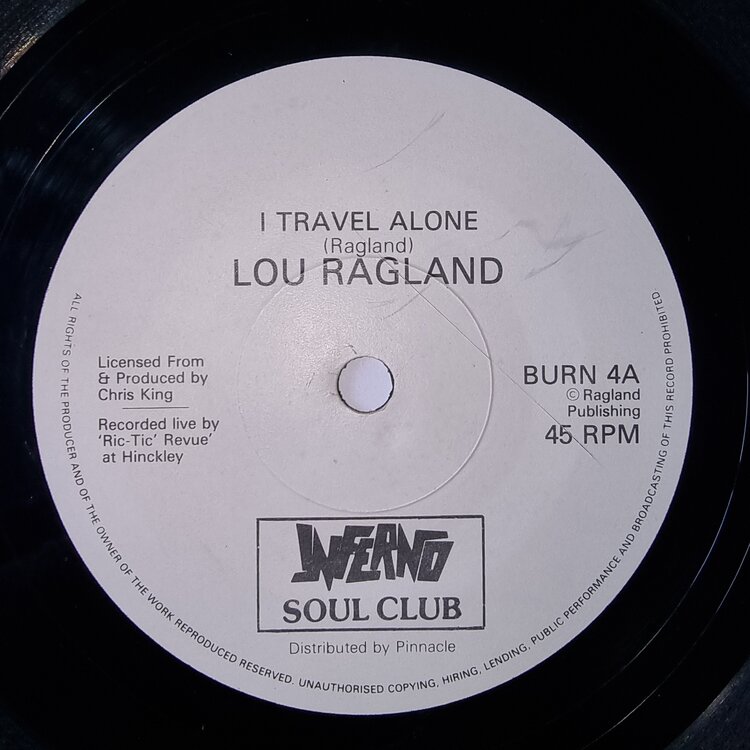 I TRAVEL ALONE
(Ragland)
LOU RAGLAND
Licensed From
& Produced by
Chris King
Recorded live by
'Ric-Tic' Revue'
at Hinckley
BURN 4A
© Ragland
Publishing
45 RPM
INFERNO
SOUL CLUB
Distributed by Pinnacle
ALL RIGHTS OF THE PRODUCER AND OF THE OWNER OF THE WORK REPRODUCED RESERVED. UNAUTHORISED COPYING, HIRING, LENDING, PUBLIC PERFORMANCE AND BROADCASTING OF THIS RECORD PROHIBITED